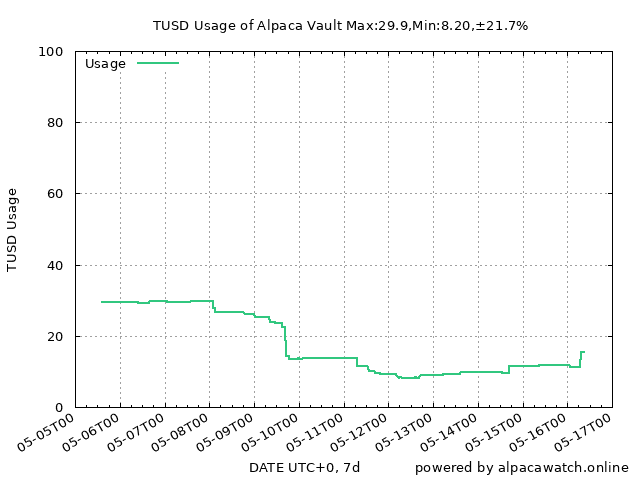 TUSD Usage of Alpaca Vault Max:29.9,Min:8.20,±21.7%
100
Usage
80
60
TUSD Usage
40
20
0
05-05T00
05-06T00
05-07T00
05-08T00
05-09T00
05-10T00
05-11T00
05-12T00
05-13T00
05-14T00
05-15T00
05-16T00
05-17T00
DATE UTC+0, 7d
powered by alpacawatch.online